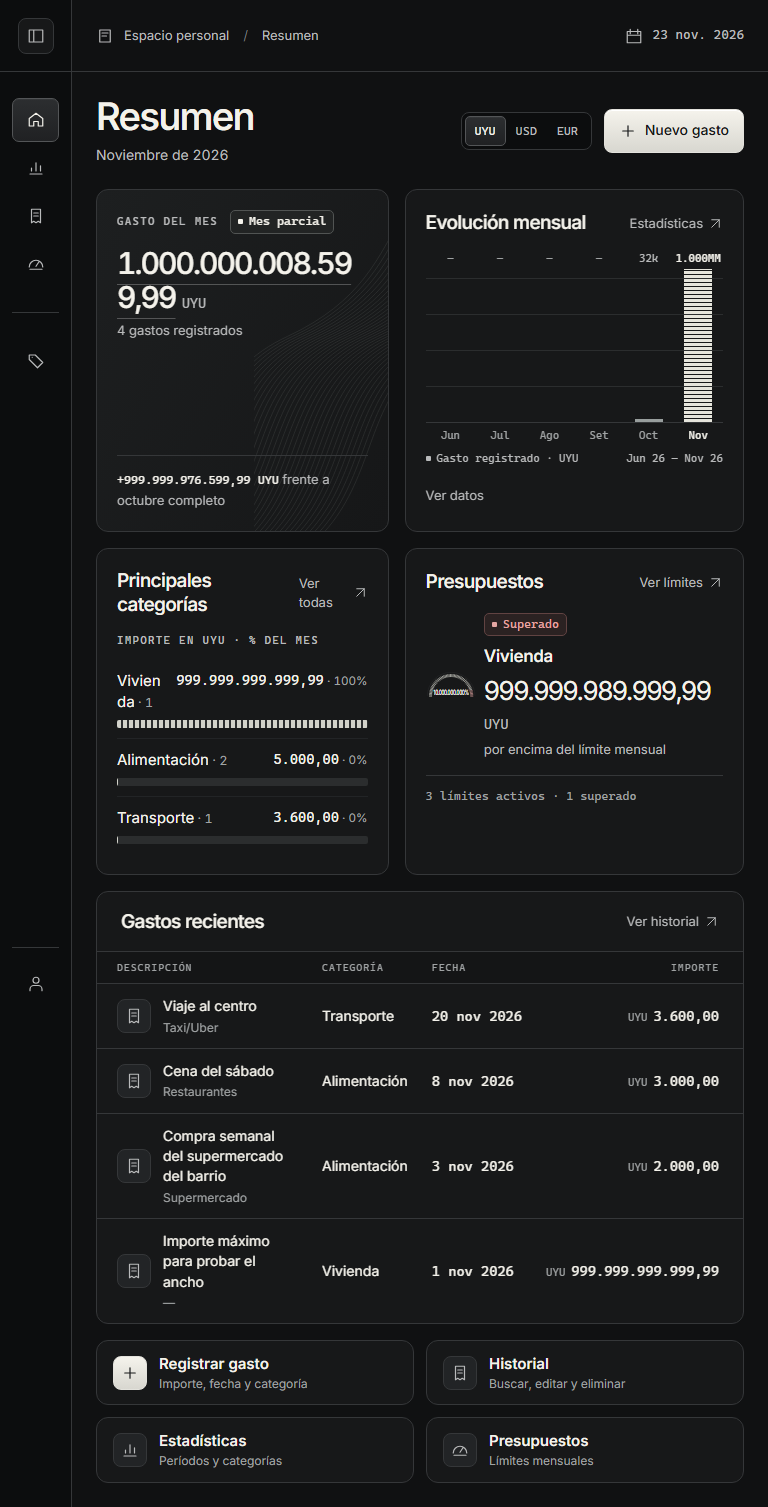 Espacio personal / Resumen
23 nov. 2026
Resumen
Noviembre de 2026
UYU USD EUR
Nuevo gasto
GASTO DEL MES
Mes parcial
1.000.000.008.59
9,99 UYU
4 gastos registrados
+999.999.976.599,99 UYU frente a
octubre completo
Evolución mensual
Estadísticas
— — — — 32k 1.000MM
Jun Jul Ago Set Oct Nov
Gasto registrado · UYU
Jun 26 — Nov 26
Ver datos
Principales
categorías
Ver
todas
IMPORTE EN UYU · % DEL MES
Vivien
da · 1
999.999.999.999,99 · 100%
Alimentación · 2
5.000,00 · 0%
Transporte · 1
3.600,00 · 0%
Presupuestos
Ver límites
Superado
Vivienda
999.999.989.999,99
UYU
por encima del límite mensual
3 límites activos · 1 superado
Gastos recientes
Ver historial
DESCRIPCIÓN CATEGORÍA FECHA IMPORTE
Viaje al centro
Taxi/Uber
Transporte
20 nov 2026
UYU 3.600,00
Cena del sábado
Restaurantes
Alimentación
8 nov 2026
UYU 3.000,00
Compra semanal
del supermercado
del barrio
Supermercado
Alimentación
3 nov 2026
UYU 2.000,00
Importe máximo
para probar el
ancho
—
Vivienda
1 nov 2026
UYU 999.999.999.999,99
Registrar gasto
Importe, fecha y categoría
Historial
Buscar, editar y eliminar
Estadísticas
Períodos y categorías
Presupuestos
Límites mensuales